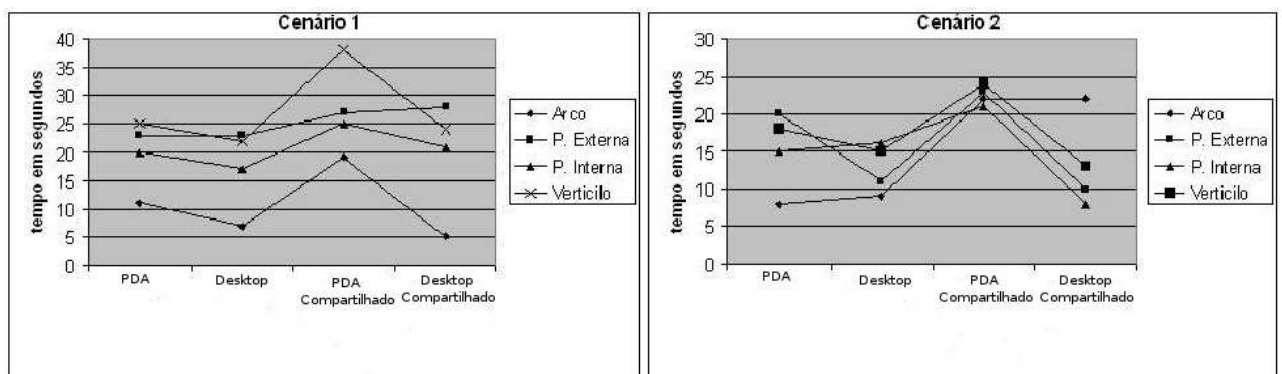 Cenário 1
tempo em segundos
40
35
30
25
20
15
10
5
0
PDA
Desktop
PDA
Compartilhado
Desktop
Compartilhado
Arco
P. Externa
P. Interna
Verticilo
Cenário 2
tempo em segundos
30
25
20
15
10
5
0
PDA
Desktop
PDA
Compartilhado
Desktop
Compartilhado
Arco
P. Externa
P. Interna
Verticilo